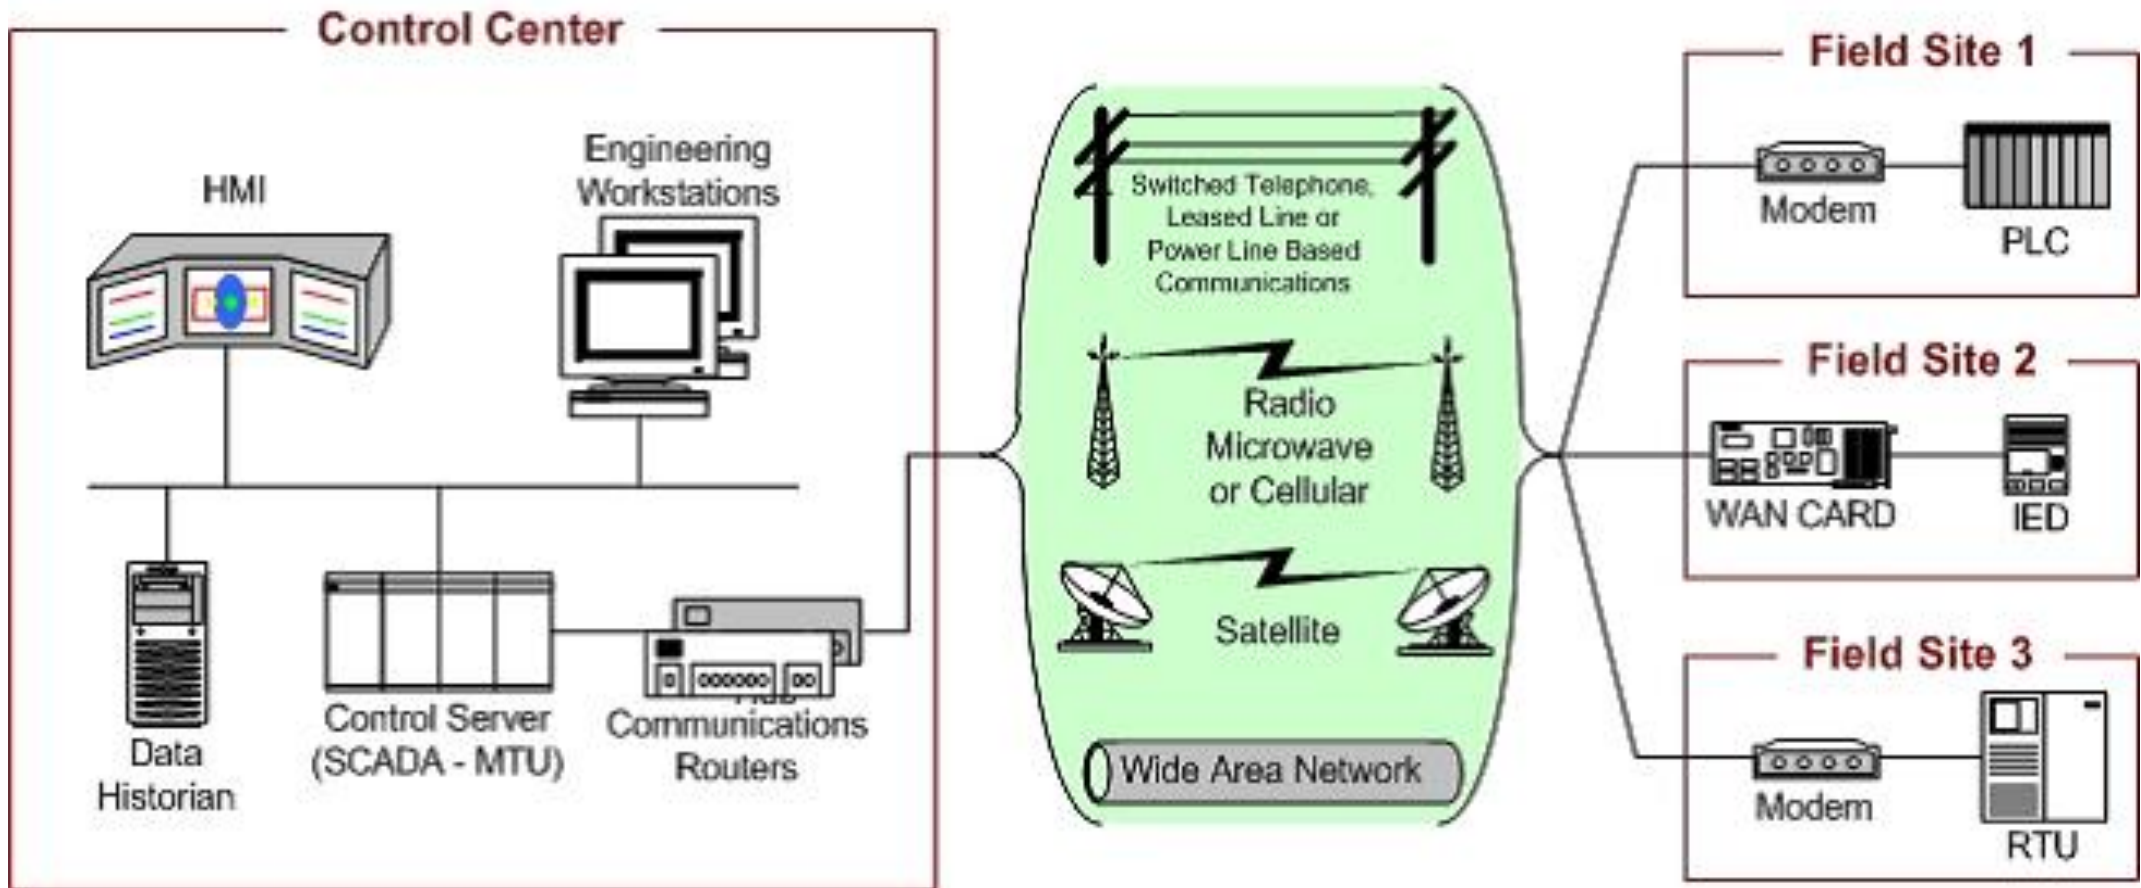 Control Center
HMI
Engineering
Workstations
Data
Historian
Control Server
(SCADA - MTU)
Communications
Routers
Switched Telephone,
Leased Line or
Power Line Based
Communications
Radio
Microwave
or Cellular
Satellite
Wide Area Network
Field Site 1
Modem
PLC
Field Site 2
WAN CARD
IED
Field Site 3
Modem
RTU